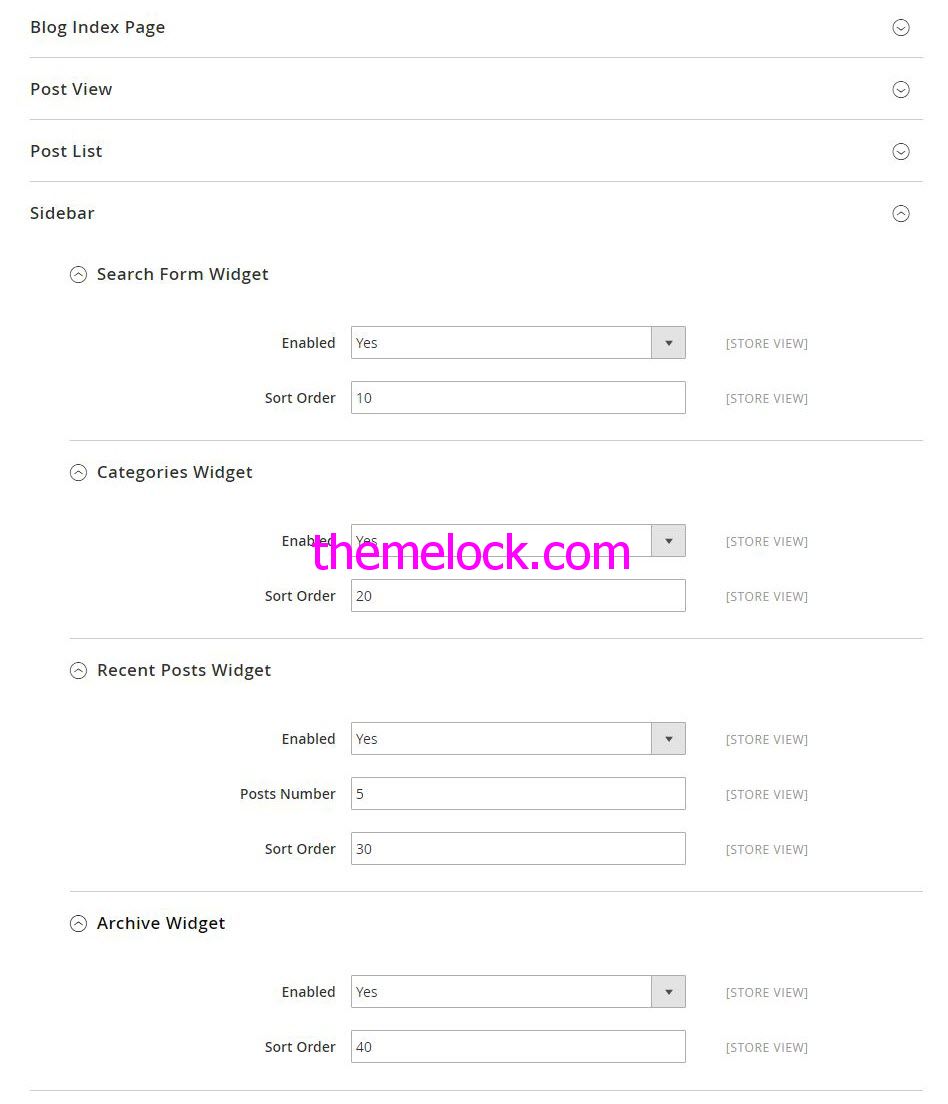 Blog Index Page
Post View
Post List
Sidebar
Search Form Widget
Enabled Yes [STORE VIEW]
Sort Order 10 [STORE VIEW]
Categories Widget
Enabled Yes [STORE VIEW]
themelock.com
Sort Order 20 [STORE VIEW]
Recent Posts Widget
Enabled Yes [STORE VIEW]
Posts Number 5 [STORE VIEW]
Sort Order 30 [STORE VIEW]
Archive Widget
Enabled Yes [STORE VIEW]
Sort Order 40 [STORE VIEW]